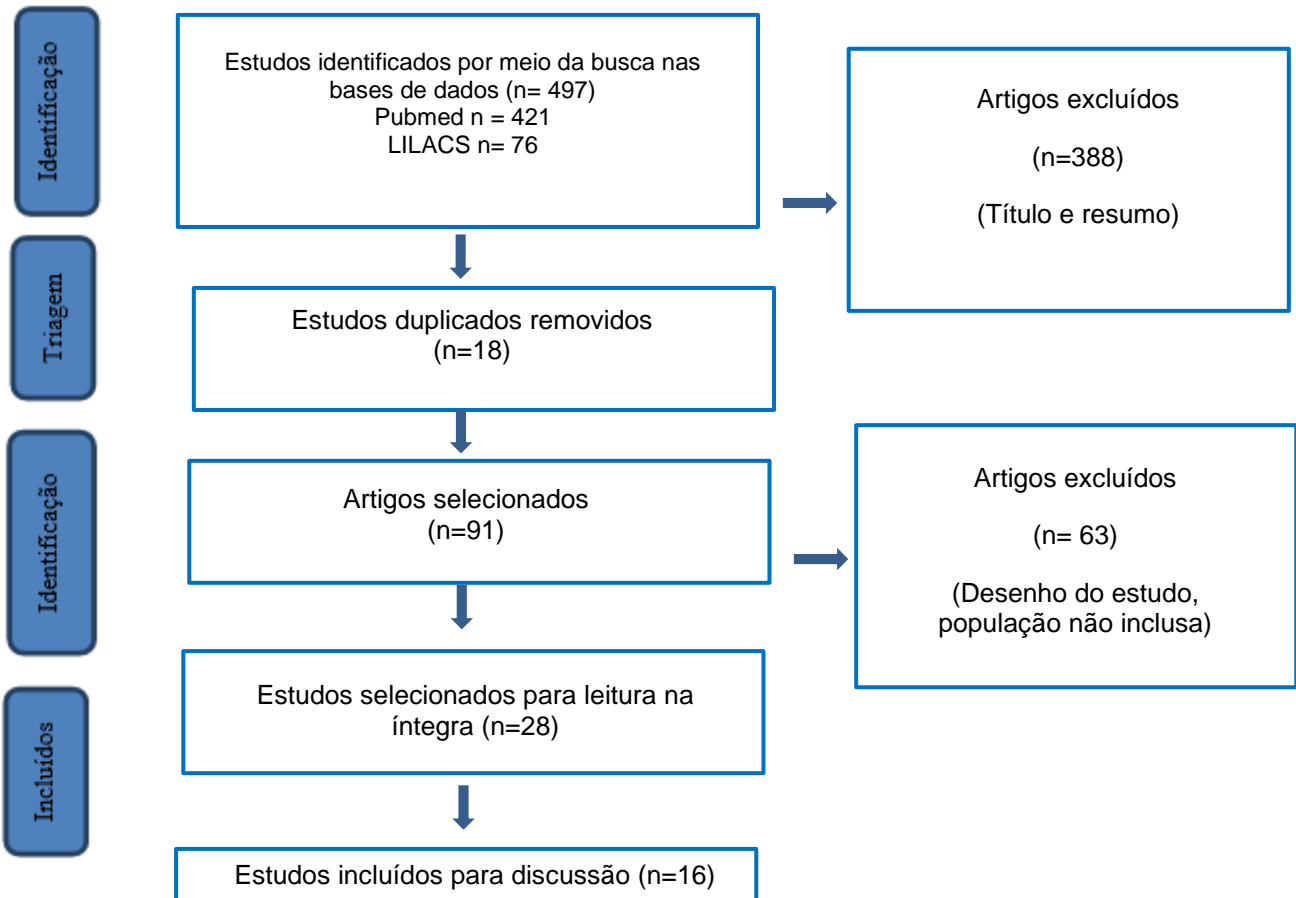 Identificação
Estudos identificados por meio da busca nas
bases de dados (n= 497)
Pubmed n = 421
LILACS n= 76
Artigos excluídos
(n=388)
(Título e resumo)
Triagem
Estudos duplicados removidos
(n=18)
Identificação
Artigos selecionados
(n=91)
Artigos excluídos
(n= 63)
(Desenho do estudo,
população não inclusa)
Incluídos
Estudos selecionados para leitura na
íntegra (n=28)
Estudos incluídos para discussão (n=16)